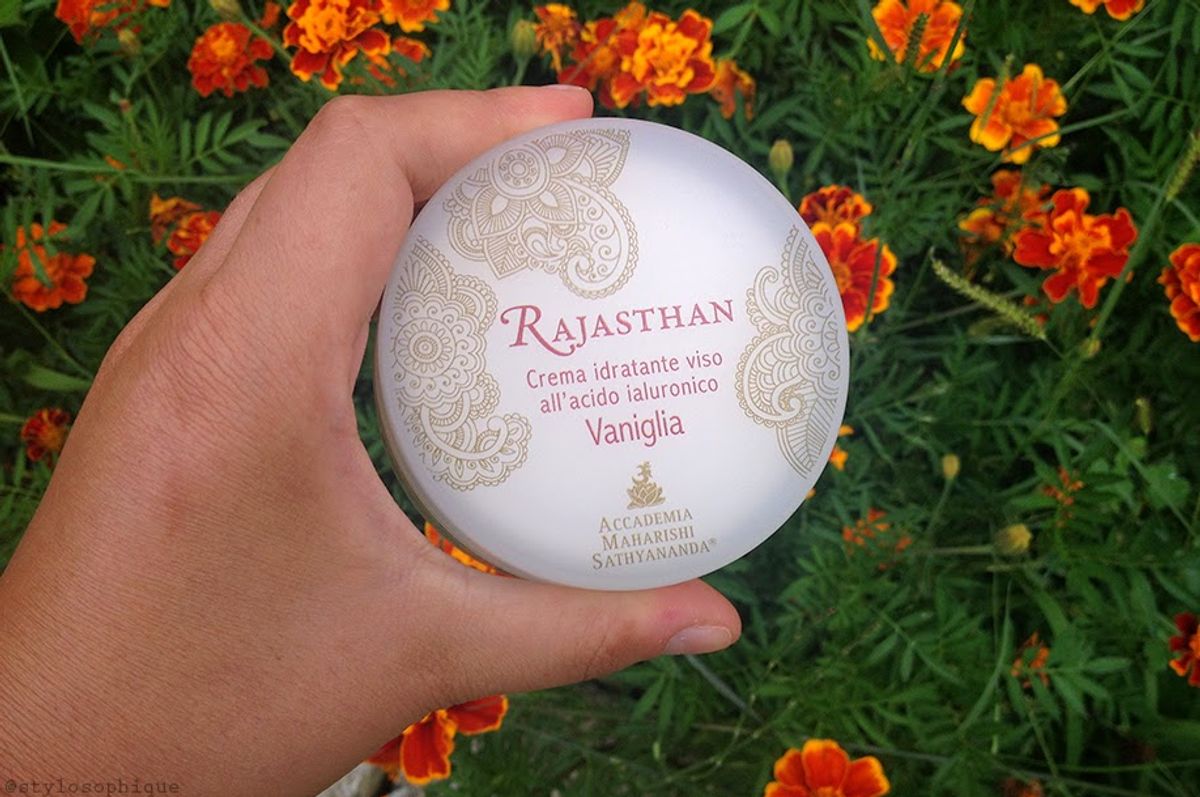 RAJASTHAN
Crema idratante viso
all'acido ialuronico
Vaniglia
ACCADEMIA
MAHARISHI
SATHYANANDA®
@stylosophique